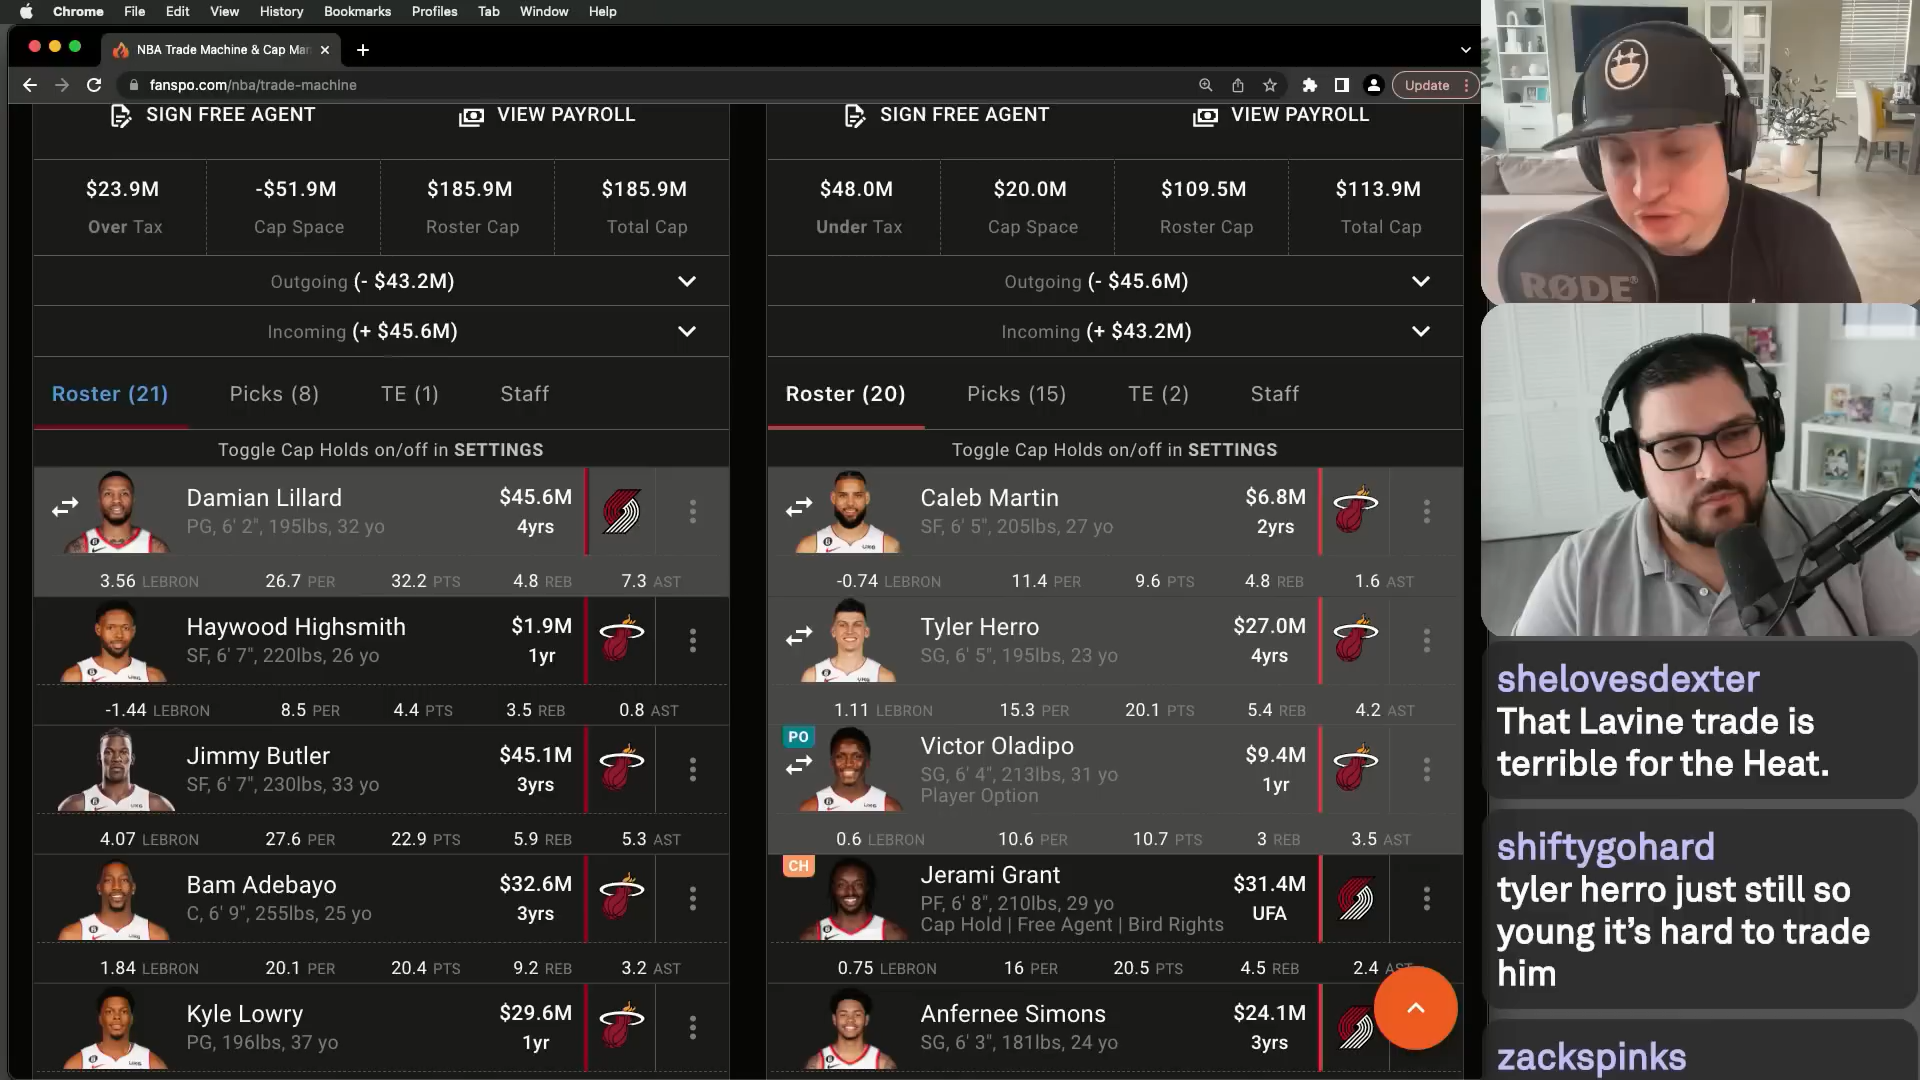 Chrome File Edit View History Bookmarks Profiles Tab Window Help
NBA Trade Machine & Cap Man
fanspo.com/nba/trade-machine
Update
SIGN FREE AGENT
VIEW PAYROLL
$23.9M -$51.9M $185.9M $185.9M
Over Tax Cap Space Roster Cap Total Cap
Outgoing (- $43.2M)
Incoming (+ $45.6M)
Roster (21) Picks (8) TE (1) Staff
Toggle Cap Holds on/off in SETTINGS
Damian Lillard $45.6M
PG, 6' 2", 195lbs, 32 yo 4yrs
3.56 LEBRON 26.7 PER 32.2 PTS 4.8 REB 7.3 AST
Haywood Highsmith $1.9M
SF, 6' 7", 220lbs, 26 yo 1yr
-1.44 LEBRON 8.5 PER 4.4 PTS 3.5 REB 0.8 AST
Jimmy Butler $45.1M
SF, 6' 7", 230lbs, 33 yo 3yrs
4.07 LEBRON 27.6 PER 22.9 PTS 5.9 REB 5.3 AST
Bam Adebayo $32.6M
C, 6' 9", 255lbs, 25 yo 3yrs
1.84 LEBRON 20.1 PER 20.4 PTS 9.2 REB 3.2 AST
Kyle Lowry $29.6M
PG, 196lbs, 37 yo 1yr
SIGN FREE AGENT
VIEW PAYROLL
$48.0M $20.0M $109.5M $113.9M
Under Tax Cap Space Roster Cap Total Cap
Outgoing (- $45.6M)
Incoming (+ $43.2M)
Roster (20) Picks (15) TE (2) Staff
Toggle Cap Holds on/off in SETTINGS
Caleb Martin $6.8M
SF, 6' 5", 205lbs, 27 yo 2yrs
-0.74 LEBRON 11.4 PER 9.6 PTS 4.8 REB 1.6 AST
Tyler Herro $27.0M
SG, 6' 5", 195lbs, 23 yo 4yrs
1.11 LEBRON 15.3 PER 20.1 PTS 5.4 REB 4.2 AST
PO
Victor Oladipo $9.4M
SG, 6' 4", 213lbs, 31 yo 1yr
Player Option
0.6 LEBRON 10.6 PER 10.7 PTS 3 REB 3.5 AST
CH
Jerami Grant $31.4M
PF, 6' 8", 210lbs, 29 yo UFA
Cap Hold | Free Agent | Bird Rights
0.75 LEBRON 16 PER 20.5 PTS 4.5 REB 2.4 AST
Anfernee Simons $24.1M
SG, 6' 3", 181lbs, 24 yo 3yrs
RØDE
shelovesdexter
That Lavine trade is
terrible for the Heat.
shiftygohard
tyler herro just still so
young it's hard to trade
him
zackspinks